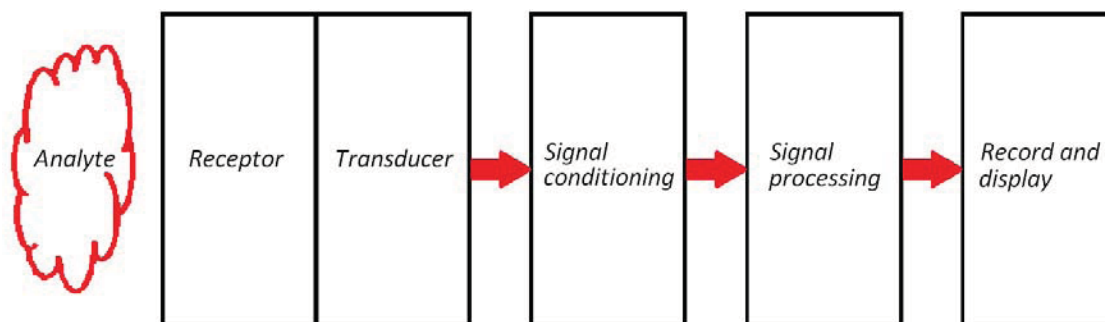 Analyte
Receptor
Transducer
Signal
conditioning
Signal
processing
Record and
display